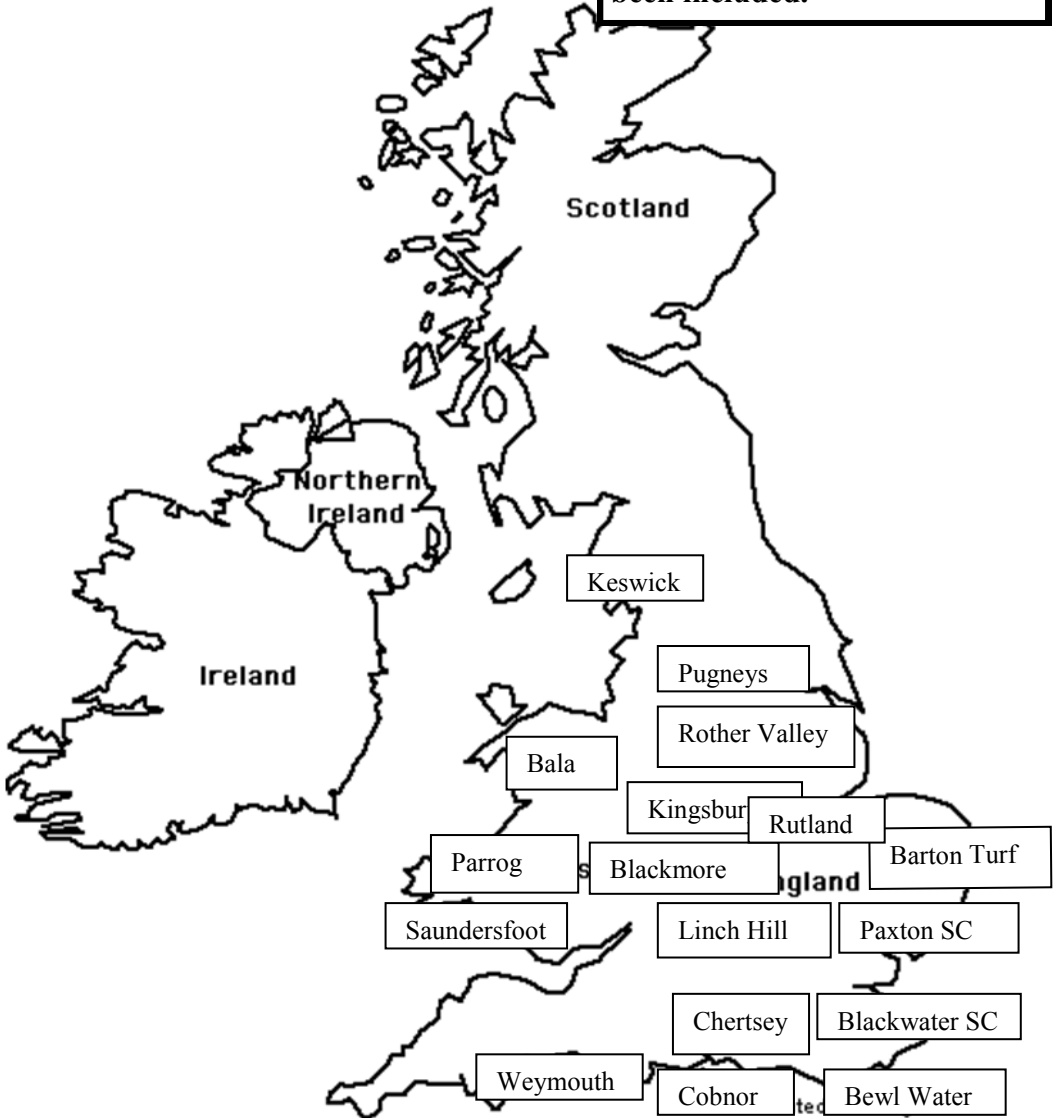 been included.
Scotland
Northern
Ireland
Keswick
Ireland
Pugneys
Rother Valley
Bala
Kingsbur
Rutland
Barton Turf
Parrog
Blackmore
s
ngland
Saundersfoot
Linch Hill
Paxton SC
Chertsey
Blackwater SC
Weymouth
Cobnor
ted
Bewl Water